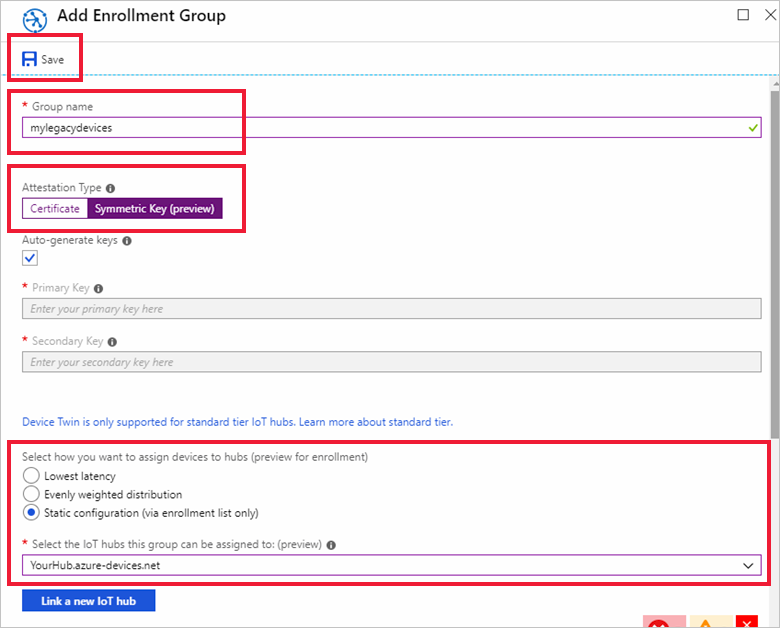 Add Enrollment Group
Save
* Group name
mylegacydevices
Attestation Type
Certificate Symmetric Key (preview)
Auto-generate keys
* Primary Key
Enter your primary key here
* Secondary Key
Enter your secondary key here
Device Twin is only supported for standard tier IoT hubs. Learn more about standard tier.
Select how you want to assign devices to hubs (preview for enrollment)
Lowest latency
Evenly weighted distribution
Static configuration (via enrollment list only)
* Select the IoT hubs this group can be assigned to: (preview)
YourHub.azure-devices.net
Link a new IoT hub